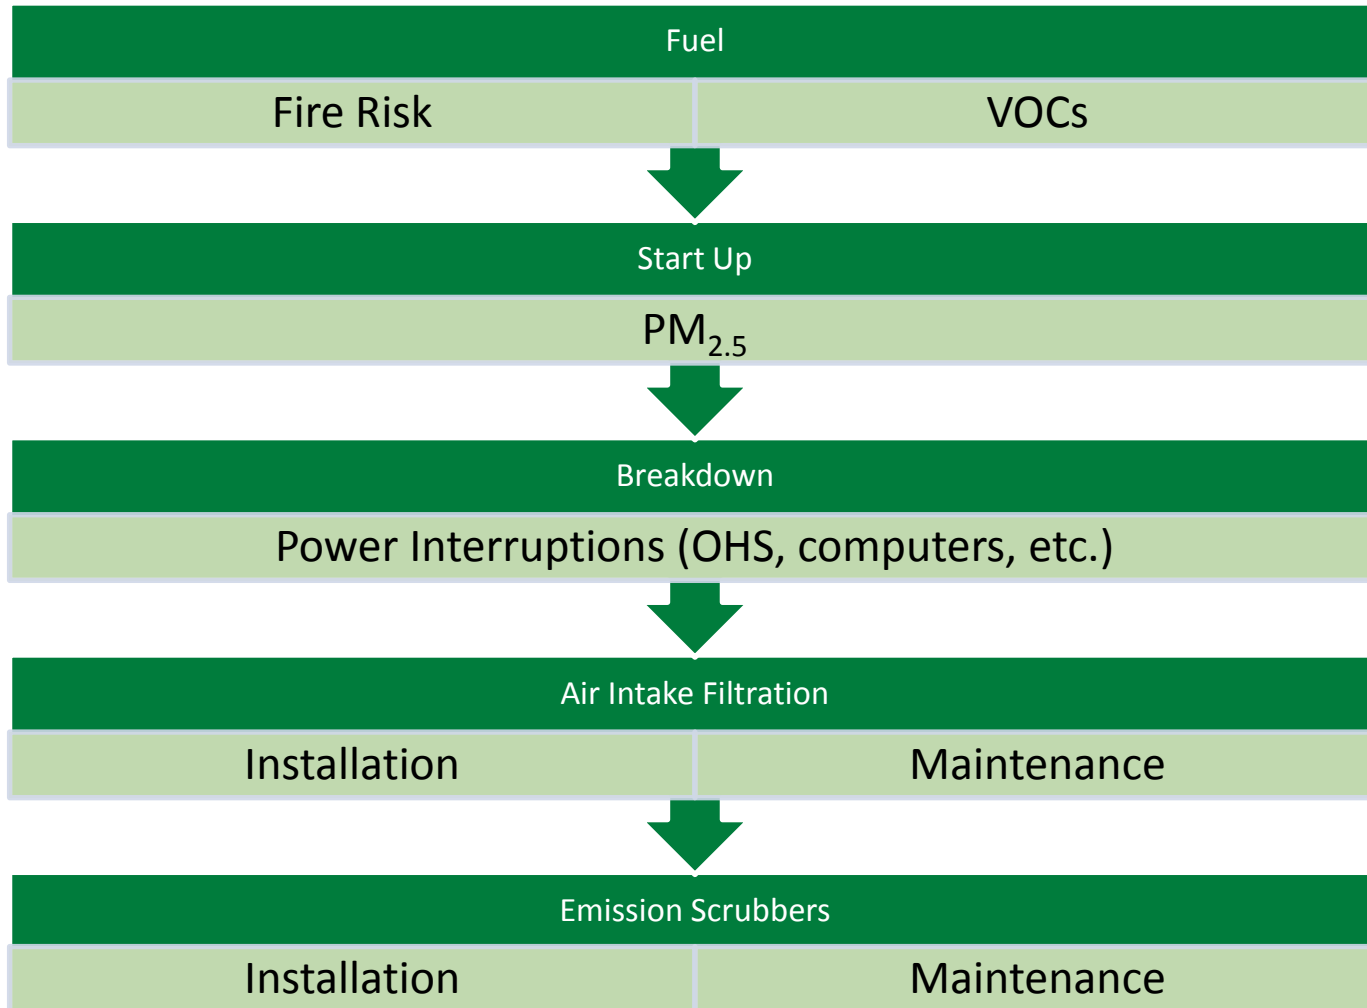 Fuel
Fire Risk VOCs
Start Up
PM2.5
Breakdown
Power Interruptions (OHS, computers, etc.)
Air Intake Filtration
Installation Maintenance
Emission Scrubbers
Installation Maintenance